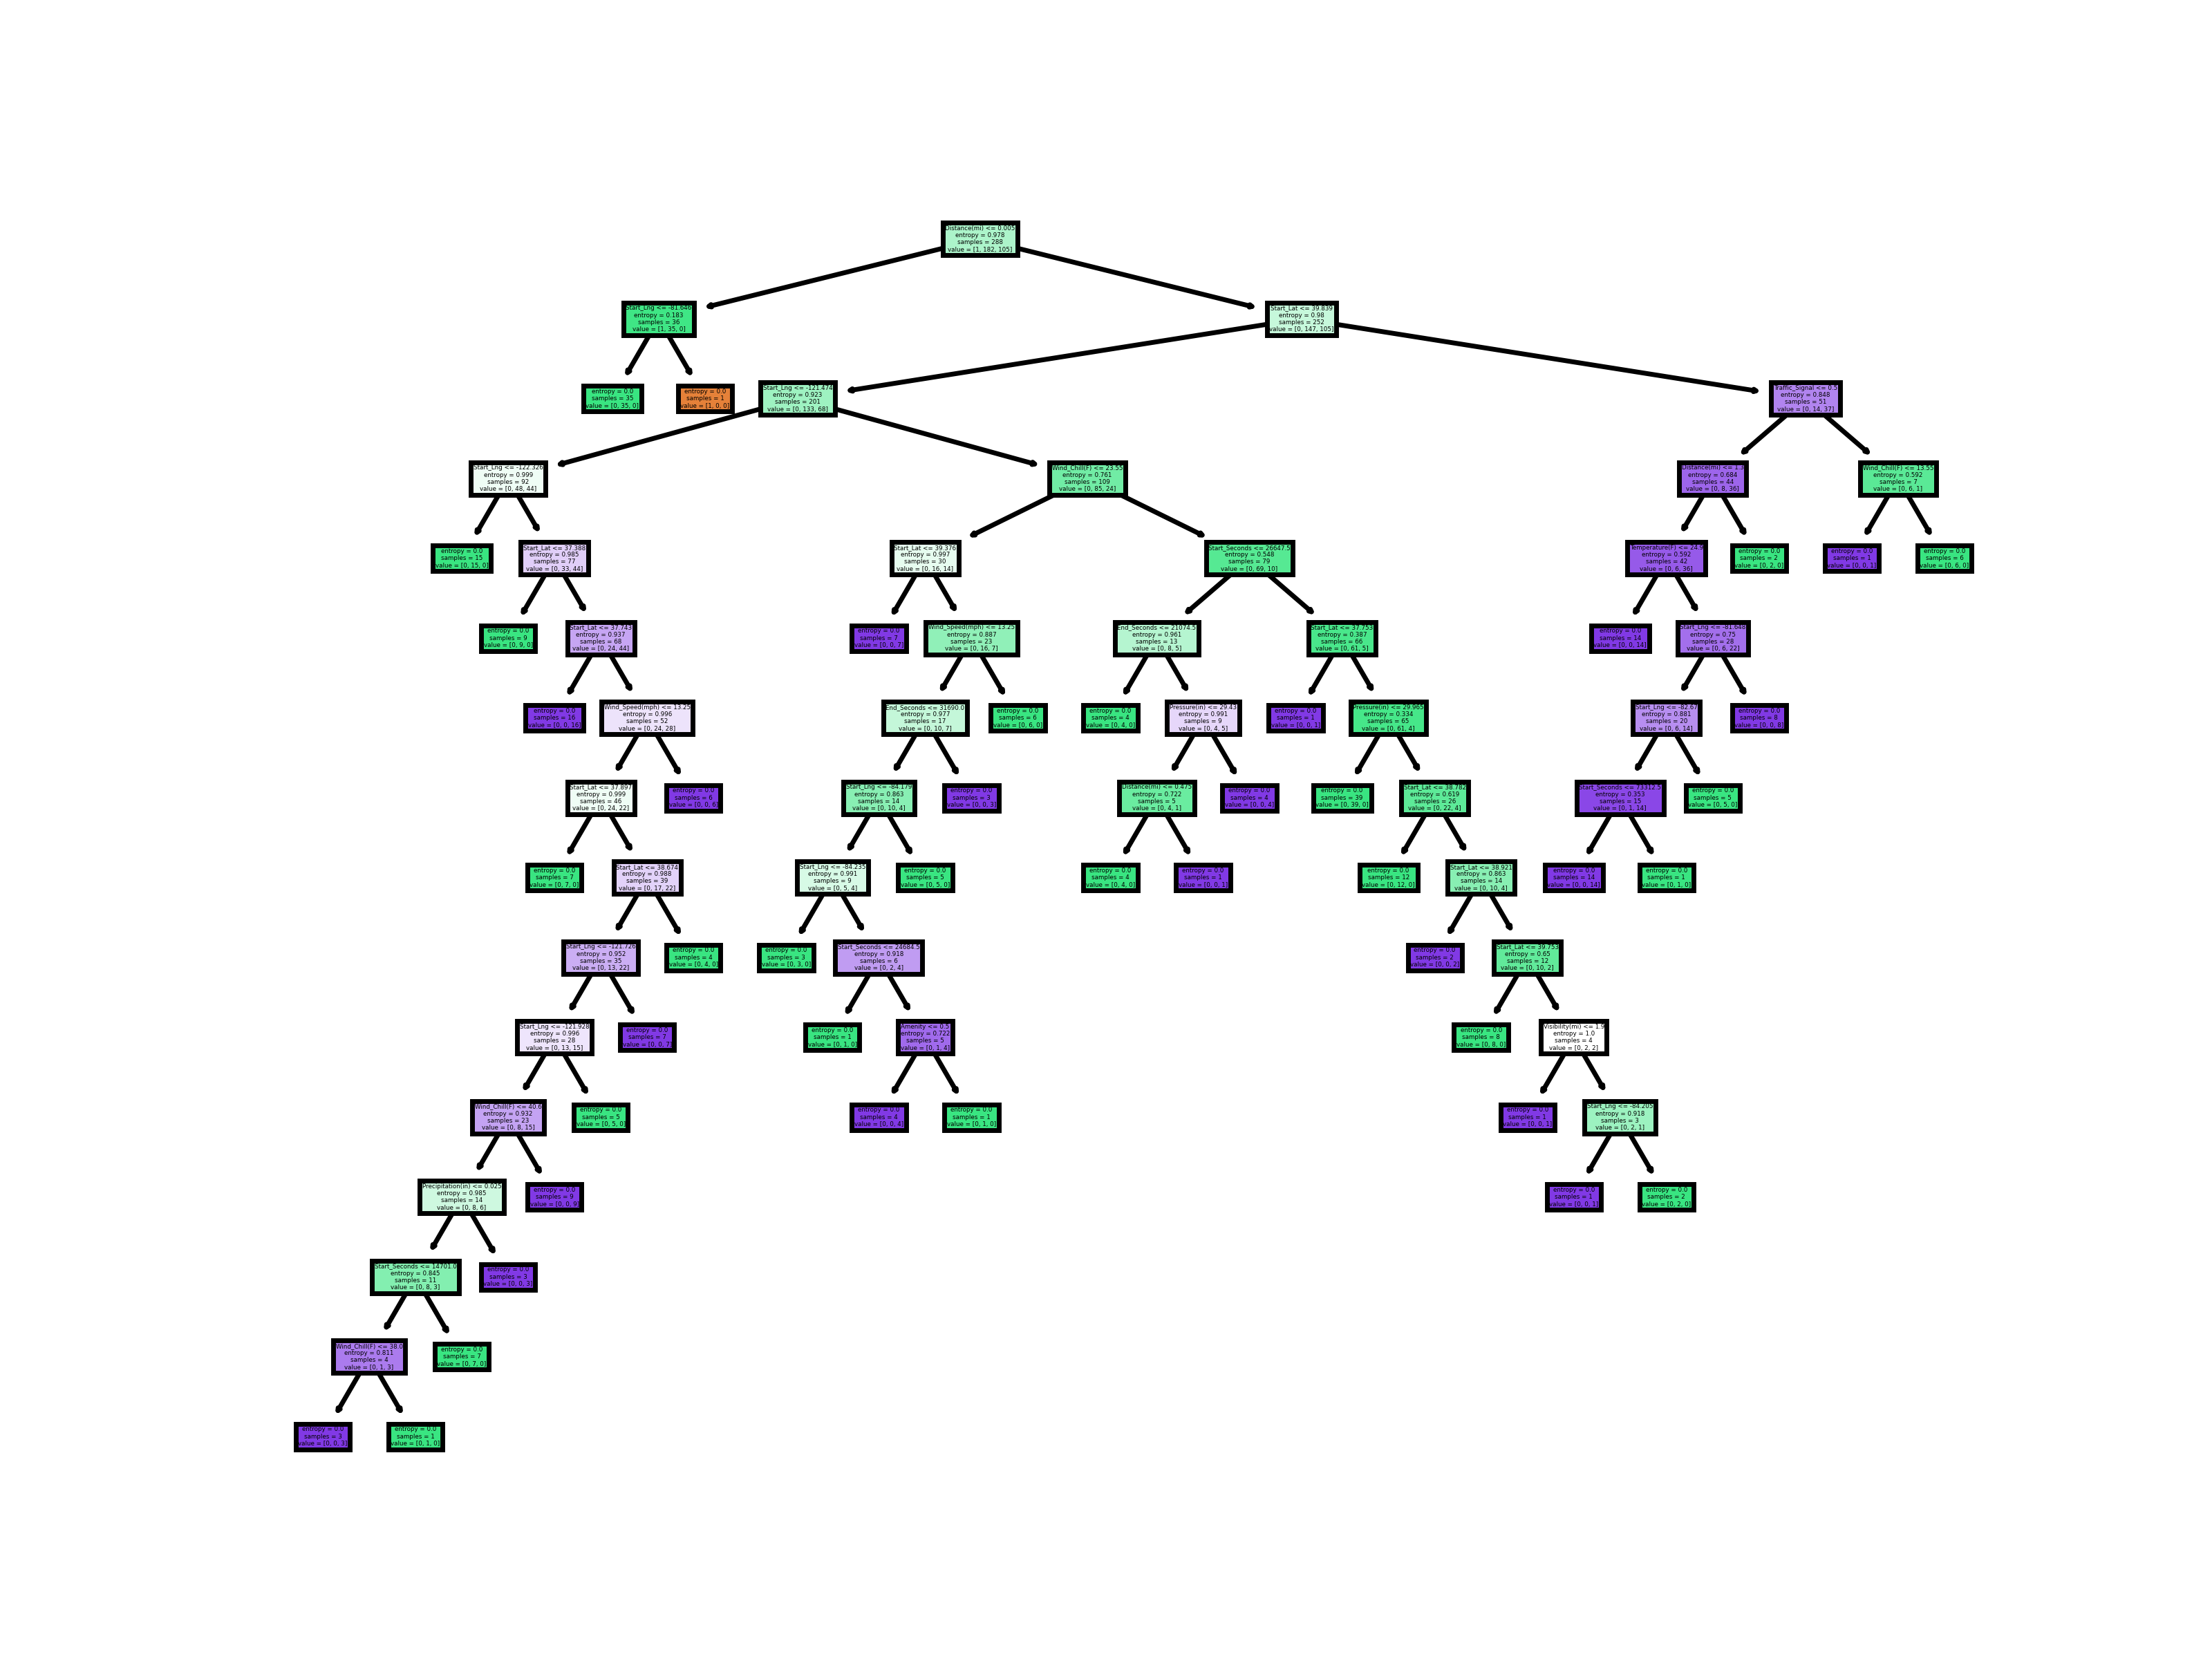 Distance(mi) <= 0.005
entropy = 0.978
samples = 288
value = [1, 182, 105]
Start_Lng <= -81.646
entropy = 0.183
samples = 36
value = [1, 35, 0]
Start_Lat <= 39.839
entropy = 0.98
samples = 252
value = [0, 147, 105]
entropy = 0.0
samples = 35
value = [0, 35, 0]
entropy = 0.0
samples = 1
value = [1, 0, 0]
Start_Lng <= -121.474
entropy = 0.923
samples = 201
value = [0, 133, 68]
Traffic_Signal <= 0.5
entropy = 0.848
samples = 51
value = [0, 14, 37]
Start_Lng <= -122.326
entropy = 0.999
samples = 92
value = [0, 48, 44]
Wind_Chill(F) <= 23.55
entropy = 0.761
samples = 109
value = [0, 85, 24]
Distance(mi) <= 1.3
entropy = 0.684
samples = 44
value = [0, 8, 36]
Wind_Chill(F) <= 13.55
entropy = 0.592
samples = 7
value = [0, 6, 1]
entropy = 0.0
samples = 15
value = [0, 15, 0]
Start_Lat <= 37.388
entropy = 0.985
samples = 77
value = [0, 33, 44]
Start_Lat <= 39.376
entropy = 0.997
samples = 30
value = [0, 16, 14]
Start_Seconds <= 26647.5
entropy = 0.548
samples = 79
value = [0, 69, 10]
Temperature(F) <= 24.9
entropy = 0.592
samples = 42
value = [0, 6, 36]
entropy = 0.0
samples = 2
value = [0, 2, 0]
entropy = 0.0
samples = 1
value = [0, 0, 1]
entropy = 0.0
samples = 6
value = [0, 6, 0]
entropy = 0.0
samples = 9
value = [0, 9, 0]
Start_Lat <= 37.743
entropy = 0.937
samples = 68
value = [0, 24, 44]
entropy = 0.0
samples = 7
value = [0, 0, 7]
Wind_Speed(mph) <= 13.25
entropy = 0.887
samples = 23
value = [0, 16, 7]
End_Seconds <= 21074.5
entropy = 0.961
samples = 13
value = [0, 8, 5]
Start_Lat <= 37.753
entropy = 0.387
samples = 66
value = [0, 61, 5]
entropy = 0.0
samples = 14
value = [0, 0, 14]
Start_Lng <= -81.648
entropy = 0.75
samples = 28
value = [0, 6, 22]
entropy = 0.0
samples = 16
value = [0, 0, 16]
Wind_Speed(mph) <= 13.25
entropy = 0.996
samples = 52
value = [0, 24, 28]
End_Seconds <= 31690.0
entropy = 0.977
samples = 17
value = [0, 10, 7]
entropy = 0.0
samples = 6
value = [0, 6, 0]
entropy = 0.0
samples = 4
value = [0, 4, 0]
Pressure(in) <= 29.43
entropy = 0.991
samples = 9
value = [0, 4, 5]
entropy = 0.0
samples = 1
value = [0, 0, 1]
Pressure(in) <= 29.965
entropy = 0.334
samples = 65
value = [0, 61, 4]
Start_Lng <= -82.67
entropy = 0.881
samples = 20
value = [0, 6, 14]
entropy = 0.0
samples = 8
value = [0, 0, 8]
Start_Lat <= 37.897
entropy = 0.999
samples = 46
value = [0, 24, 22]
entropy = 0.0
samples = 6
value = [0, 0, 6]
Start_Lng <= -84.179
entropy = 0.863
samples = 14
value = [0, 10, 4]
entropy = 0.0
samples = 3
value = [0, 0, 3]
Distance(mi) <= 0.475
entropy = 0.722
samples = 5
value = [0, 4, 1]
entropy = 0.0
samples = 4
value = [0, 0, 4]
entropy = 0.0
samples = 39
value = [0, 39, 0]
Start_Lat <= 38.782
entropy = 0.619
samples = 26
value = [0, 22, 4]
Start_Seconds <= 73312.5
entropy = 0.353
samples = 15
value = [0, 1, 14]
entropy = 0.0
samples = 5
value = [0, 5, 0]
entropy = 0.0
samples = 7
value = [0, 7, 0]
Start_Lat <= 38.674
entropy = 0.988
samples = 39
value = [0, 17, 22]
Start_Lng <= -84.235
entropy = 0.991
samples = 9
value = [0, 5, 4]
entropy = 0.0
samples = 5
value = [0, 5, 0]
entropy = 0.0
samples = 4
value = [0, 4, 0]
entropy = 0.0
samples = 1
value = [0, 0, 1]
entropy = 0.0
samples = 12
value = [0, 12, 0]
Start_Lat <= 38.921
entropy = 0.863
samples = 14
value = [0, 10, 4]
entropy = 0.0
samples = 14
value = [0, 0, 14]
entropy = 0.0
samples = 1
value = [0, 1, 0]
Start_Lng <= -121.726
entropy = 0.952
samples = 35
value = [0, 13, 22]
entropy = 0.0
samples = 4
value = [0, 4, 0]
entropy = 0.0
samples = 3
value = [0, 3, 0]
Start_Seconds <= 24684.5
entropy = 0.918
samples = 6
value = [0, 2, 4]
entropy = 0.0
samples = 2
value = [0, 0, 2]
Start_Lat <= 39.753
entropy = 0.65
samples = 12
value = [0, 10, 2]
Start_Lng <= -121.928
entropy = 0.996
samples = 28
value = [0, 13, 15]
entropy = 0.0
samples = 7
value = [0, 0, 7]
entropy = 0.0
samples = 1
value = [0, 1, 0]
Amenity <= 0.5
entropy = 0.722
samples = 5
value = [0, 1, 4]
entropy = 0.0
samples = 8
value = [0, 8, 0]
Visibility(mi) <= 1.9
entropy = 1.0
samples = 4
value = [0, 2, 2]
Wind_Chill(F) <= 40.6
entropy = 0.932
samples = 23
value = [0, 8, 15]
entropy = 0.0
samples = 5
value = [0, 5, 0]
entropy = 0.0
samples = 4
value = [0, 0, 4]
entropy = 0.0
samples = 1
value = [0, 1, 0]
entropy = 0.0
samples = 1
value = [0, 0, 1]
Start_Lng <= -84.205
entropy = 0.918
samples = 3
value = [0, 2, 1]
Precipitation(in) <= 0.025
entropy = 0.985
samples = 14
value = [0, 8, 6]
entropy = 0.0
samples = 9
value = [0, 0, 9]
entropy = 0.0
samples = 1
value = [0, 0, 1]
entropy = 0.0
samples = 2
value = [0, 2, 0]
Start_Seconds <= 14701.0
entropy = 0.845
samples = 11
value = [0, 8, 3]
entropy = 0.0
samples = 3
value = [0, 0, 3]
Wind_Chill(F) <= 38.0
entropy = 0.811
samples = 4
value = [0, 1, 3]
entropy = 0.0
samples = 7
value = [0, 7, 0]
entropy = 0.0
samples = 3
value = [0, 0, 3]
entropy = 0.0
samples = 1
value = [0, 1, 0]